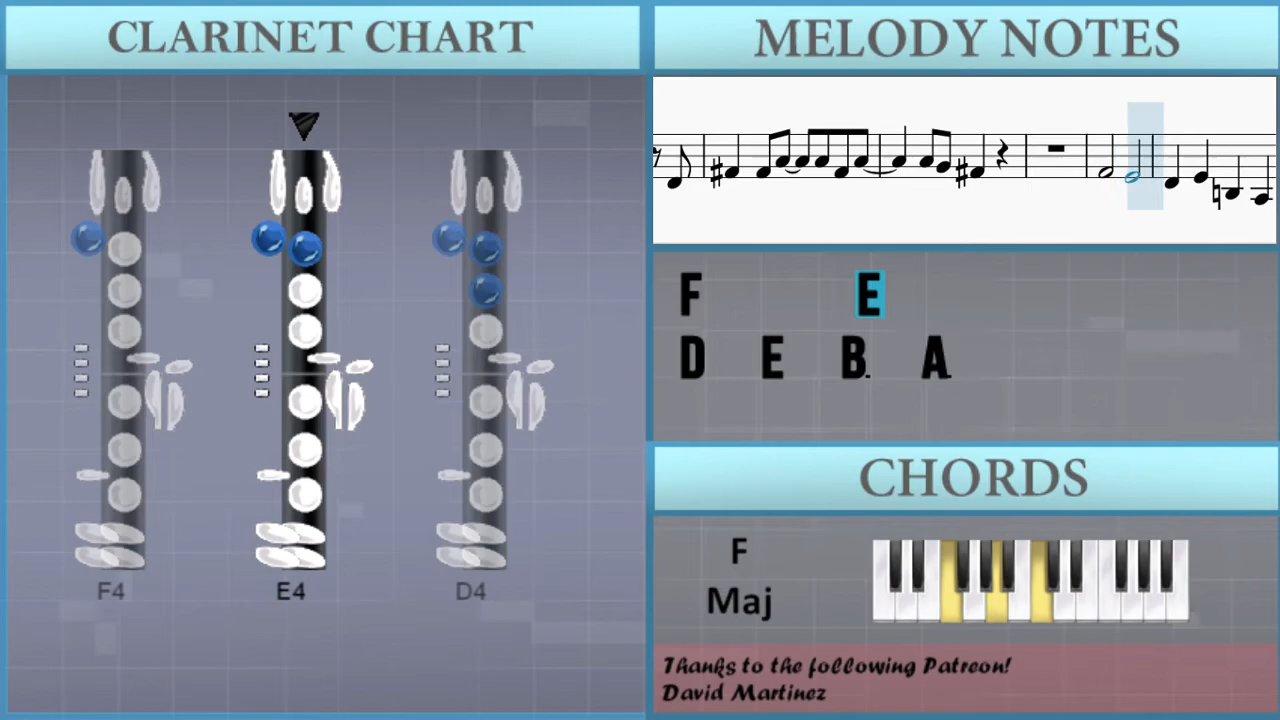 CLARINET CHART
F4 E4 D4
MELODY NOTES
F E
D E B. A.
CHORDS
F
Maj
Thanks to the following Patreon!
David Martinez